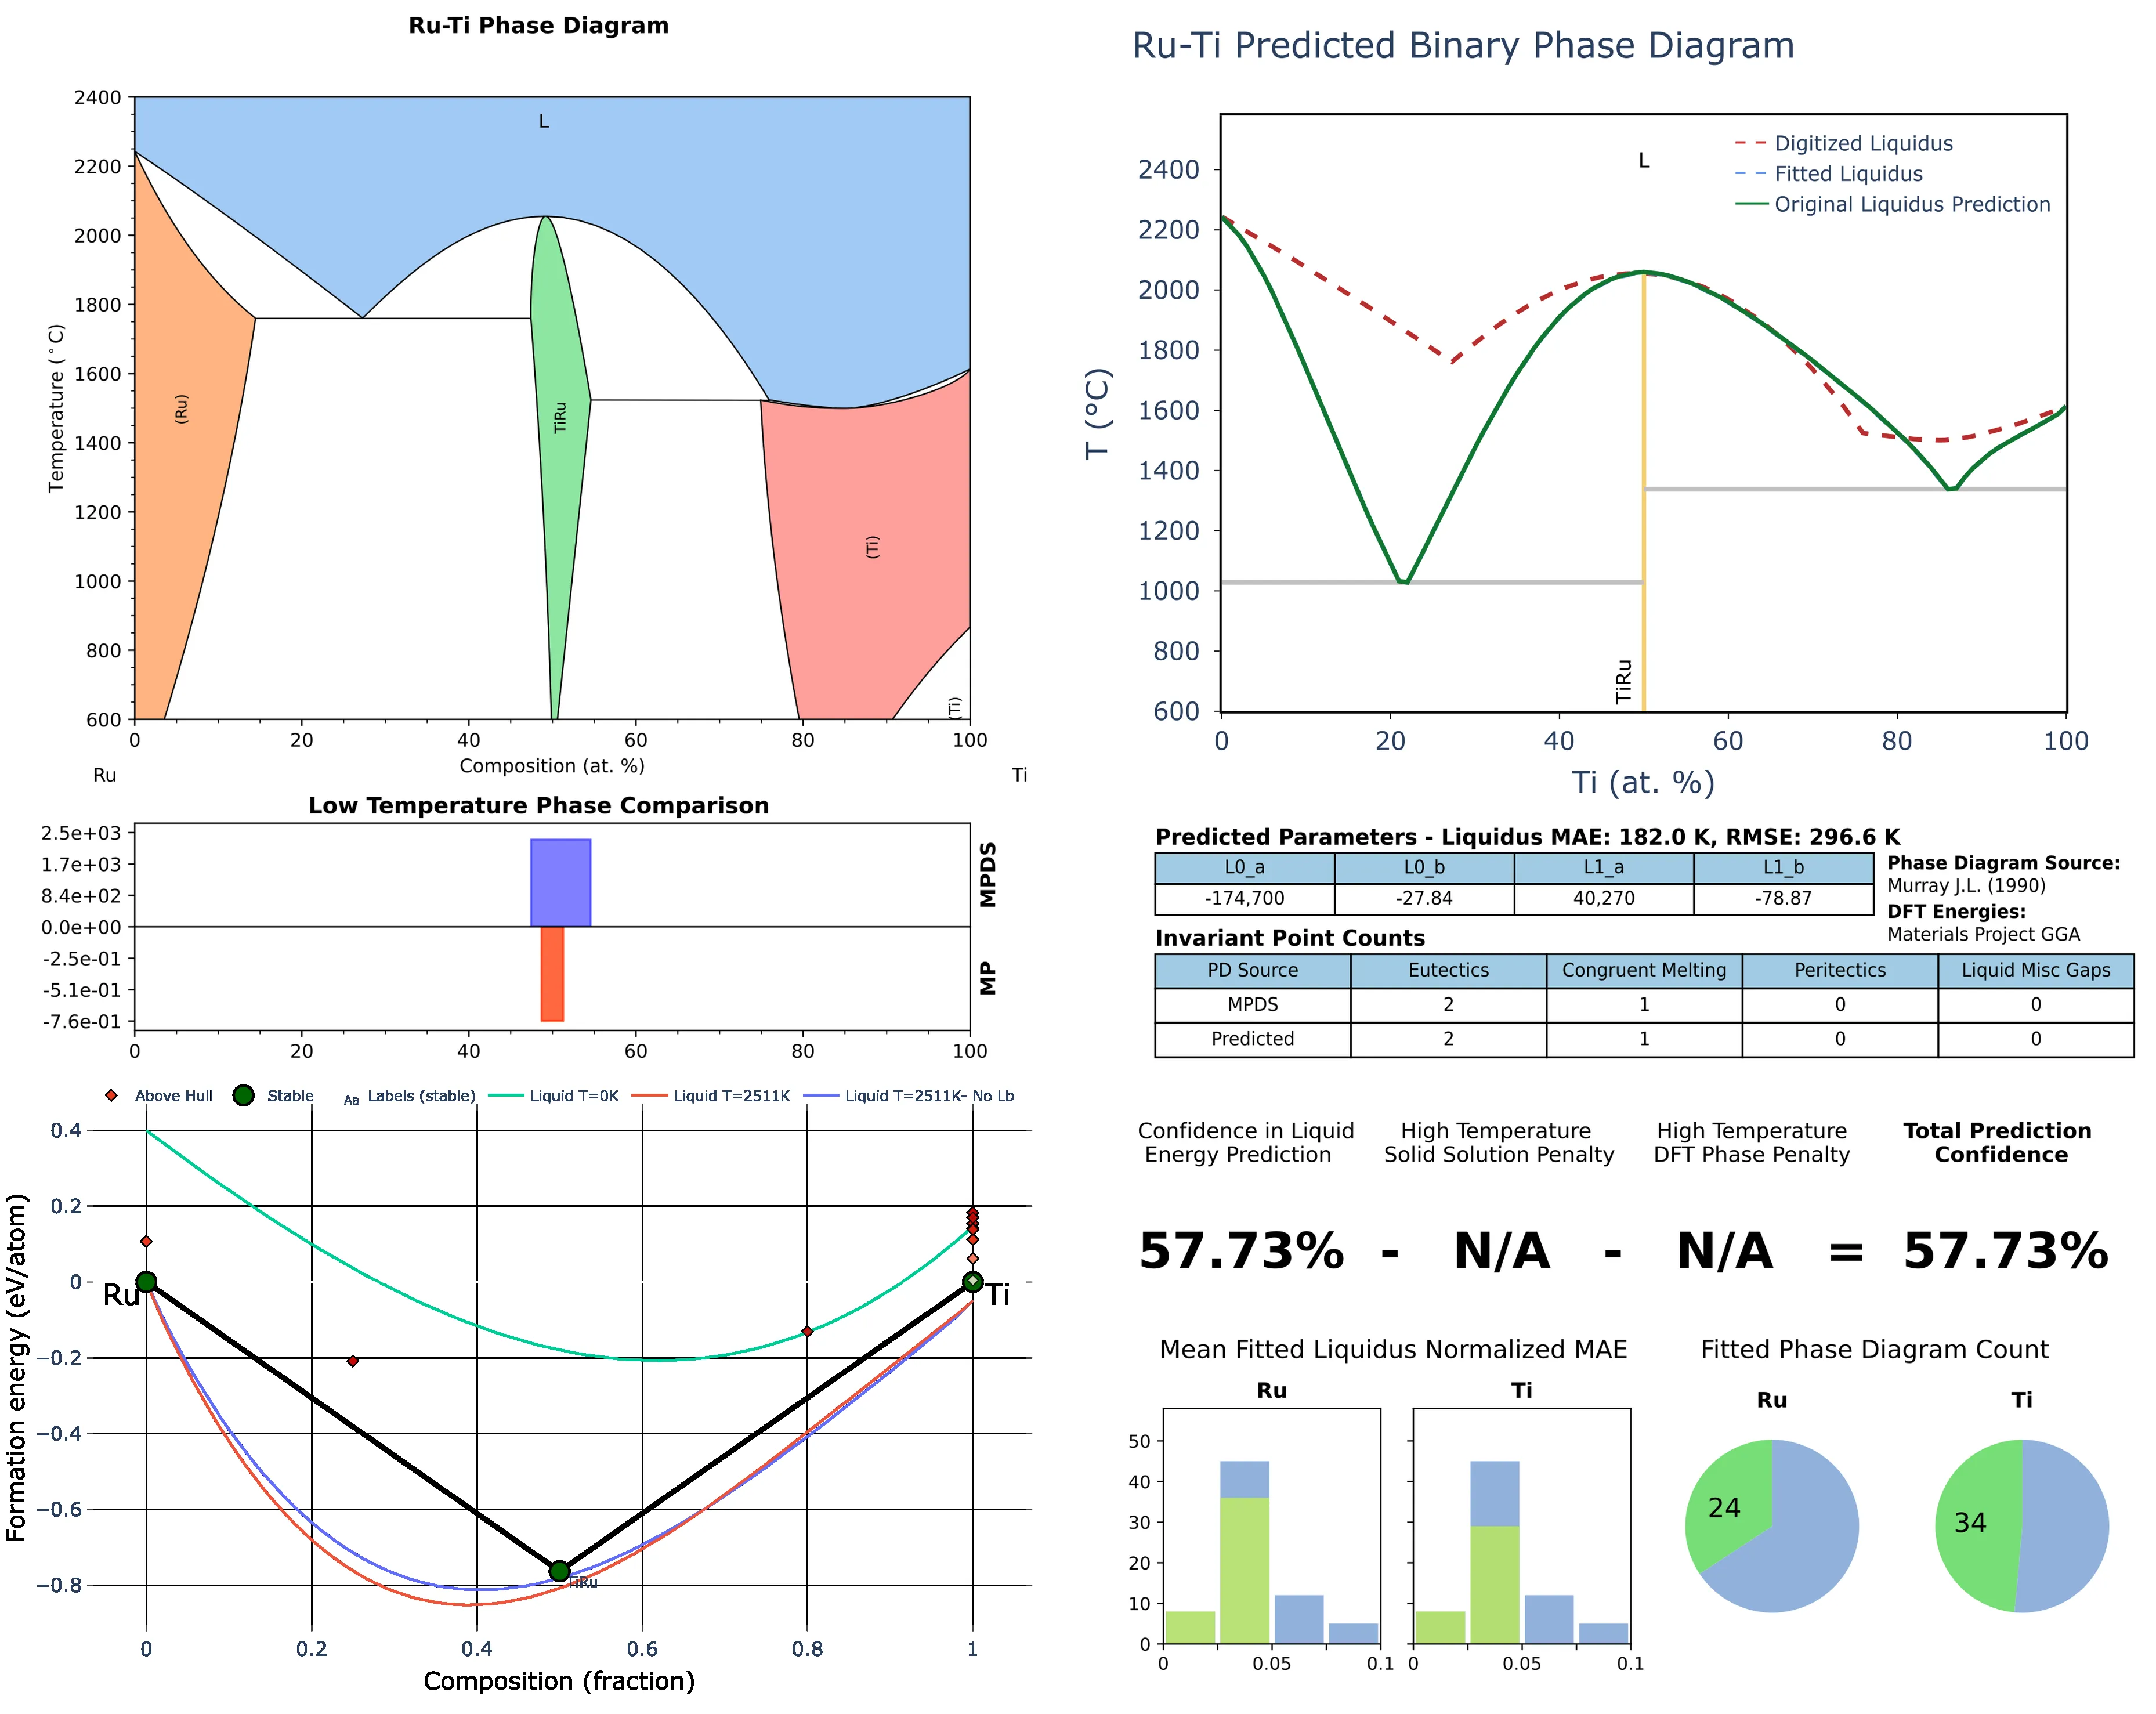 Ru-Ti Phase Diagram
2400
2200
2000
1800
1600
1400
1200
1000
800
600
Temperature (°C)
L
(Ru)
TiRu
(Ti)
(Ti)
0 20 40 60 80 100
Composition (at. %)
Ru Ti
Low Temperature Phase Comparison
2.5e+03
1.7e+03
8.4e+02
0.0e+00
-2.5e-01
-5.1e-01
-7.6e-01
MPDS
MP
0 20 40 60 80 100
Above Hull Stable Aa Labels (stable) Liquid T=0K Liquid T=2511K Liquid T=2511K- No Lb
0.4
0.2
0
−0.2
−0.4
−0.6
−0.8
Formation energy (eV/atom)
Ru Ti
TiRu
0 0.2 0.4 0.6 0.8 1
Composition (fraction)
Ru-Ti Predicted Binary Phase Diagram
2400
2200
2000
1800
1600
1400
1200
1000
800
600
T (°C)
L
Digitized Liquidus
Fitted Liquidus
Original Liquidus Prediction
TiRu
0 20 40 60 80 100
Ti (at. %)
Predicted Parameters - Liquidus MAE: 182.0 K, RMSE: 296.6 K
L0_a L0_b L1_a L1_b
-174,700 -27.84 40,270 -78.87
Phase Diagram Source:
Murray J.L. (1990)
DFT Energies:
Materials Project GGA
Invariant Point Counts
PD Source Eutectics Congruent Melting Peritectics Liquid Misc Gaps
MPDS 2 1 0 0
Predicted 2 1 0 0
Confidence in Liquid
Energy Prediction
High Temperature
Solid Solution Penalty
High Temperature
DFT Phase Penalty
Total Prediction
Confidence
57.73% - N/A - N/A = 57.73%
Mean Fitted Liquidus Normalized MAE
Ru Ti
50
40
30
20
10
0
0 0.05 0.1
0 0.05 0.1
Fitted Phase Diagram Count
Ru Ti
24 34